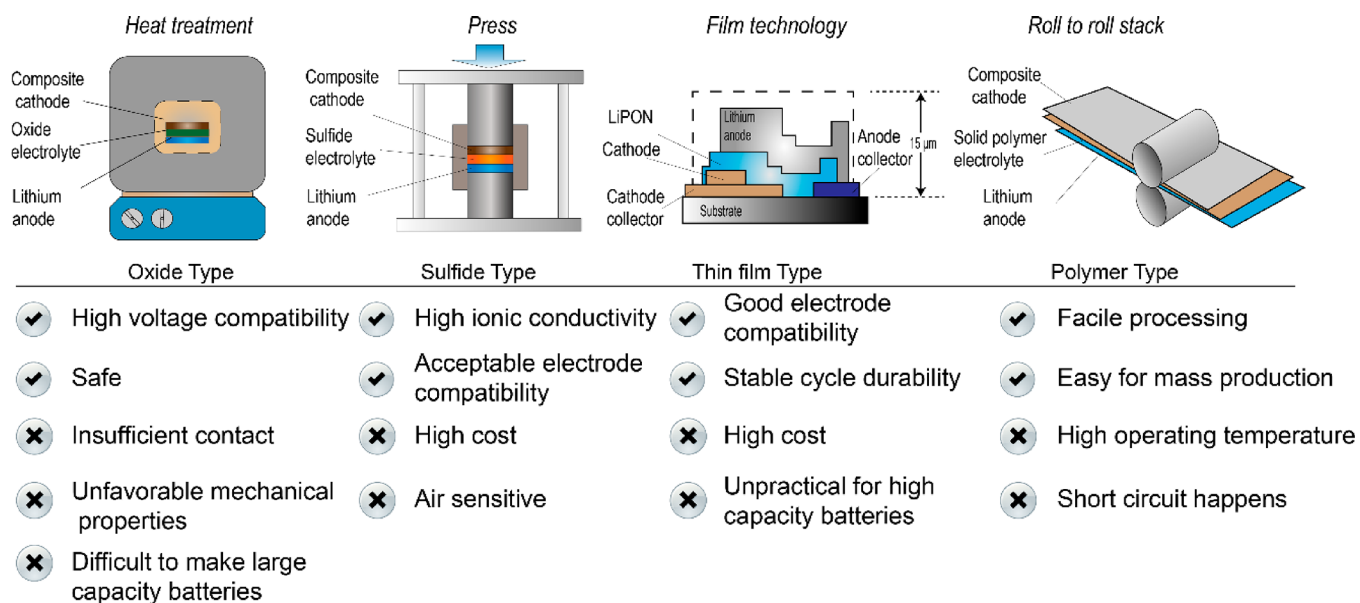 Heat treatment
Press
Film technology
Roll to roll stack
Composite
cathode
Oxide
electrolyte
Lithium
anode
Composite
cathode
Sulfide
electrolyte
Lithium
anode
LiPON
Cathode
Cathode
collector
Lithium
anode
Substrate
Anode
collector
15 μm
Composite
cathode
Solid polymer
electrolyte
Lithium
anode
Oxide Type
Sulfide Type
Thin film Type
Polymer Type
High voltage compatibility
High ionic conductivity
Good electrode
compatibility
Facile processing
Safe
Acceptable electrode
compatibility
Stable cycle durability
Easy for mass production
Insufficient contact
High cost
High cost
High operating temperature
Unfavorable mechanical
properties
Air sensitive
Unpractical for high
capacity batteries
Short circuit happens
Difficult to make large
capacity batteries